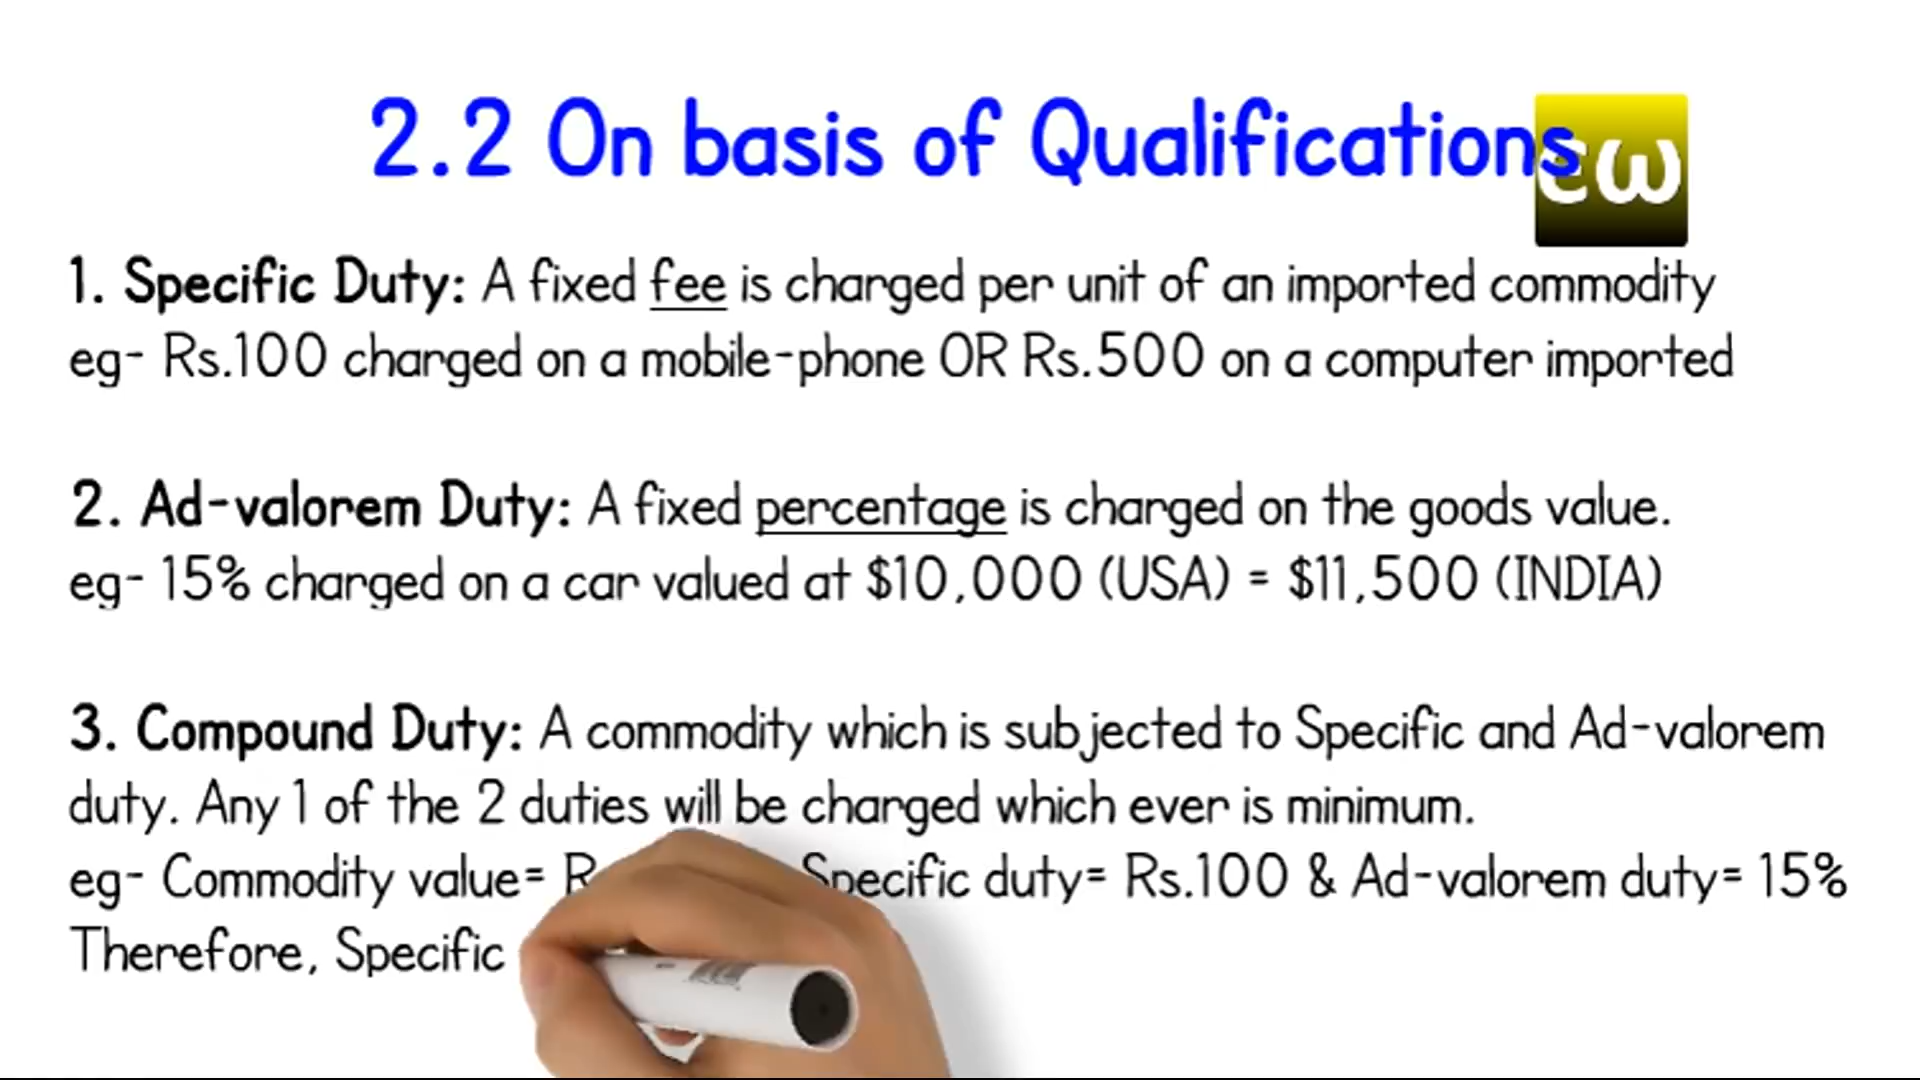 2.2 On basis of Qualifications
εω
1. Specific Duty: A fixed fee is charged per unit of an imported commodity
eg- Rs.100 charged on a mobile-phone OR Rs.500 on a computer imported
2. Ad-valorem Duty: A fixed percentage is charged on the goods value.
eg- 15% charged on a car valued at $10,000 (USA) = $11,500 (INDIA)
3. Compound Duty: A commodity which is subjected to Specific and Ad-valorem
duty. Any 1 of the 2 duties will be charged which ever is minimum.
eg- Commodity value= Specific duty= Rs.100 & Ad-valorem duty= 15%
Therefore, Specific